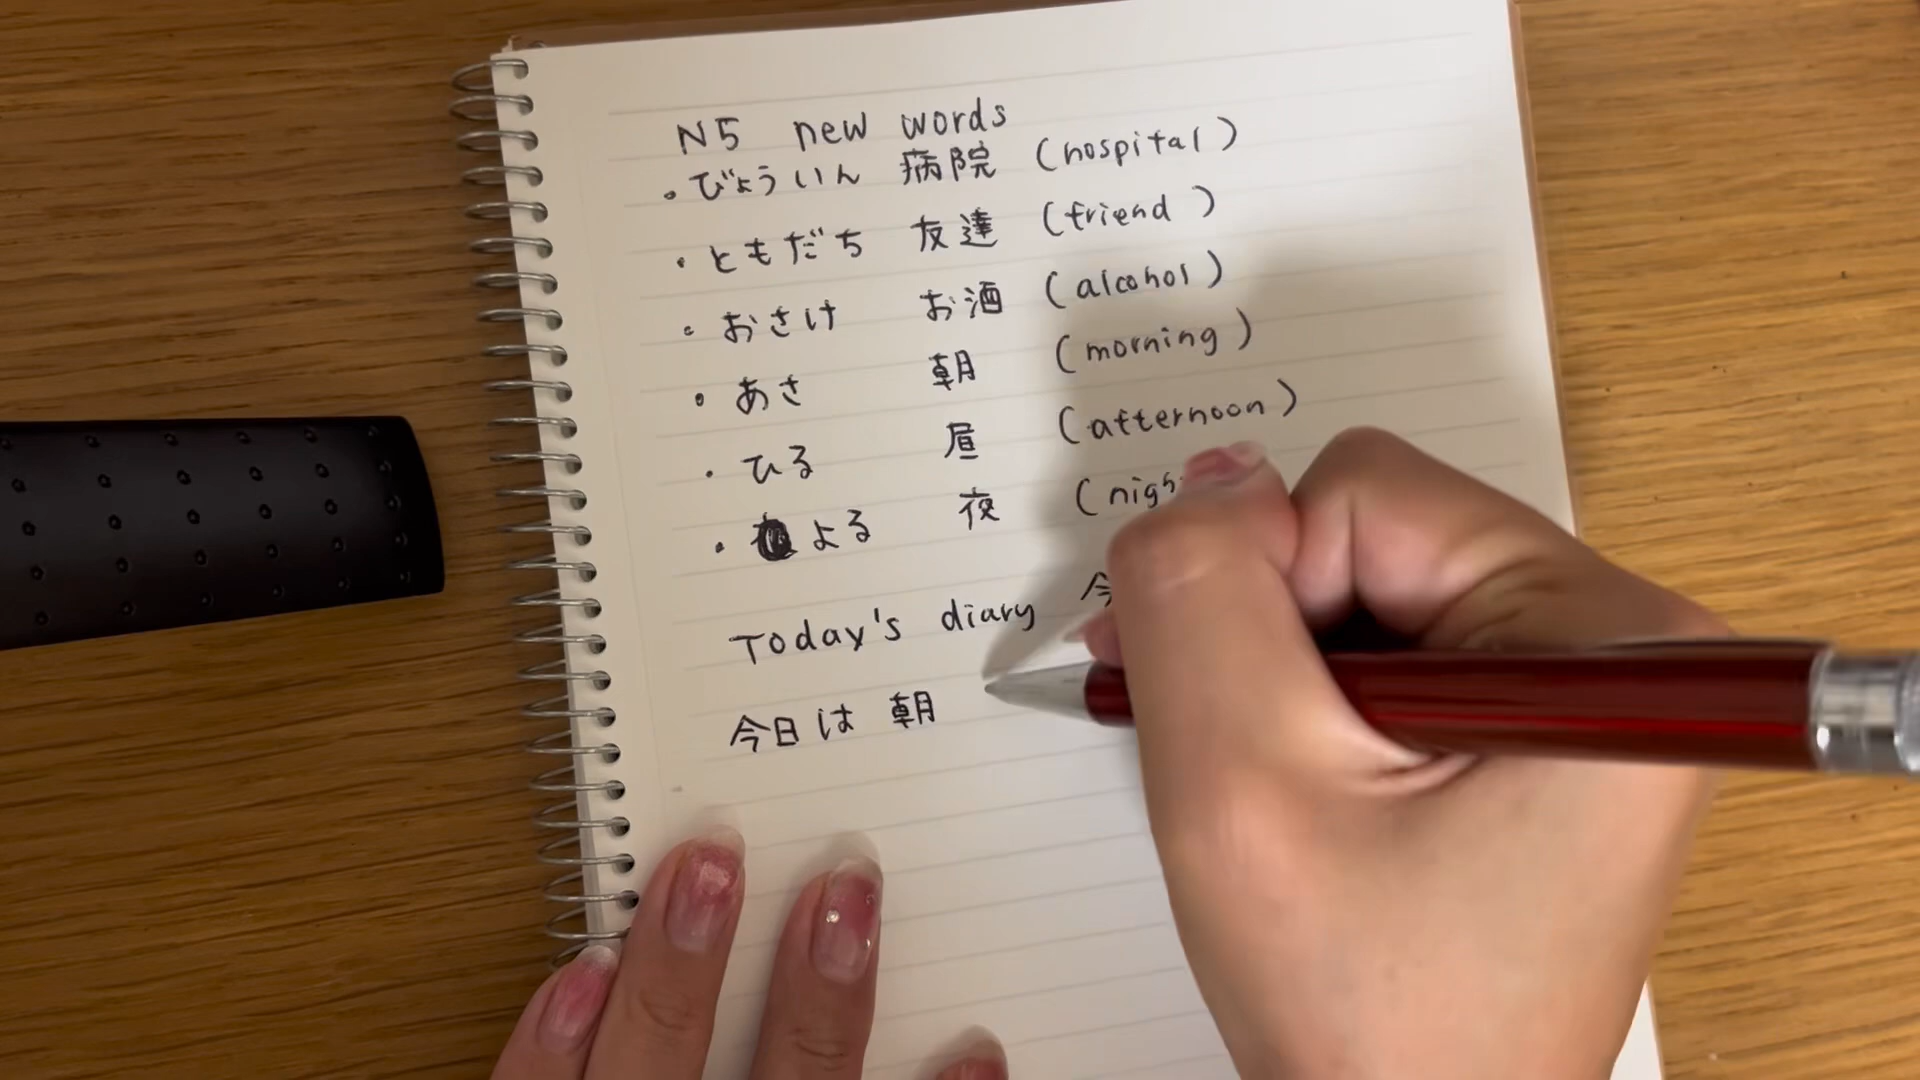 N5 new words
・びょういん 病院 (hospital)
・ともだち 友達 (friend)
・おさけ お酒 (alcohol)
・あさ 朝 (morning)
・ひる 昼 (afternoon)
・よる 夜
Today's diary 今
今日は 朝